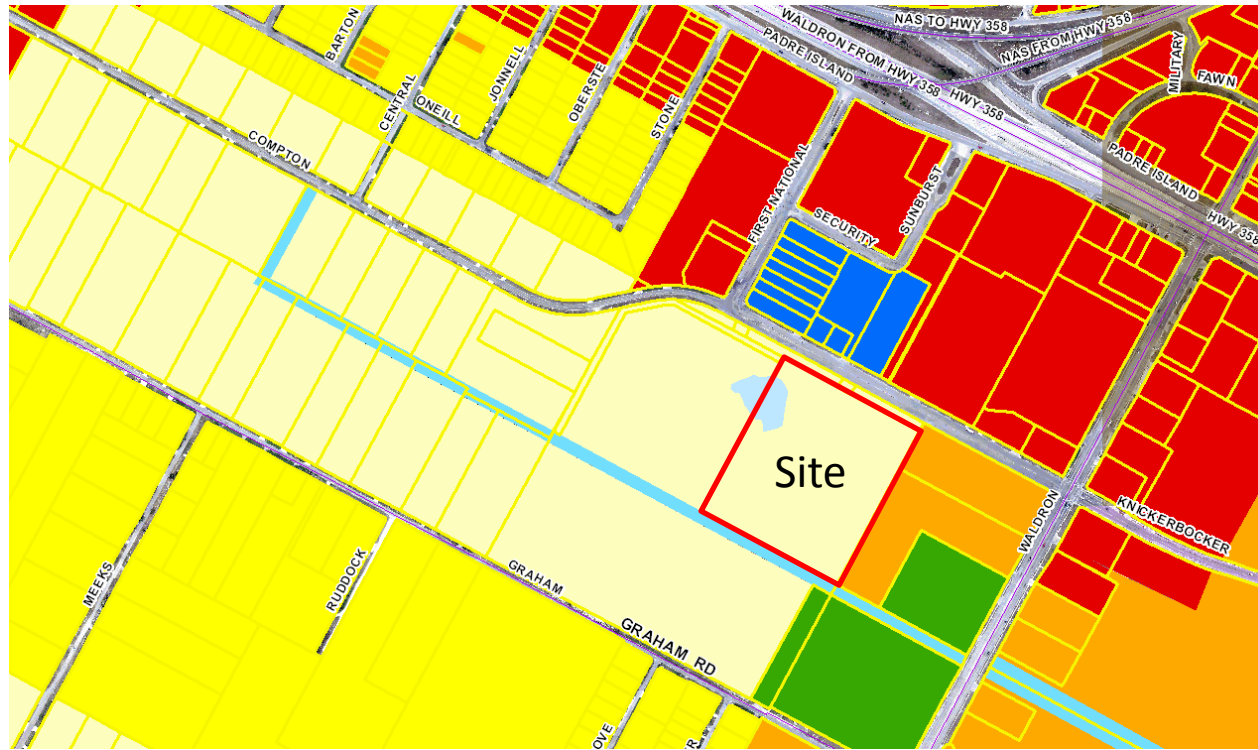 NAS TO HWY 358
WALDRON FROM HWY 358
NAS FROM HWY 358
PADRE ISLAND
HWY 358
MILITARY
FAWN
BARTON
CENTRAL
ONEILL
JONNELL
OBERSTE
STONE
COMPTON
FIRST NATIONAL
SECURITY
SUNBURST
PADRE ISLAND
HWY 358
Site
WALDRON
KNICKERBOCKER
MEEKS
RUDDOCK
GRAHAM
GRAHAM RD